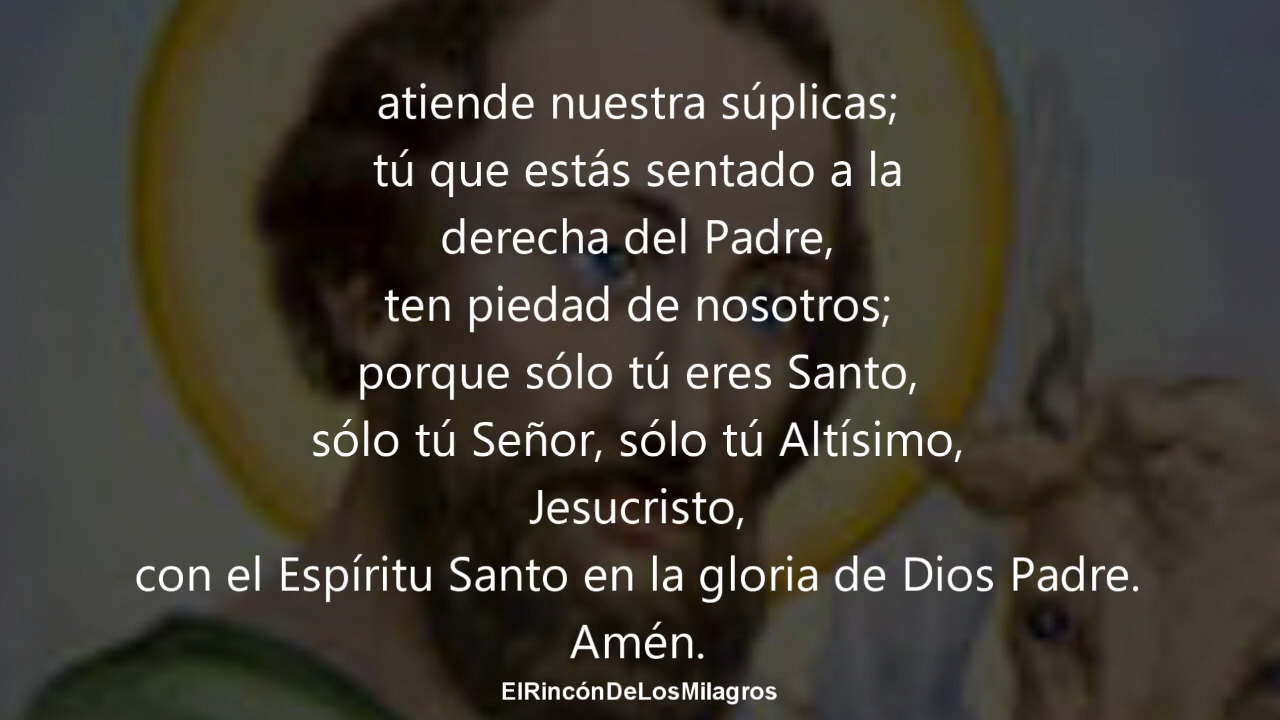 atiende nuestra súplicas;
tú que estás sentado a la
derecha del Padre,
ten piedad de nosotros;
porque sólo tú eres Santo,
sólo tú Señor, sólo tú Altísimo,
Jesucristo,
con el Espíritu Santo en la gloria de Dios Padre.
Amén.
ElRincónDeLosMilagros